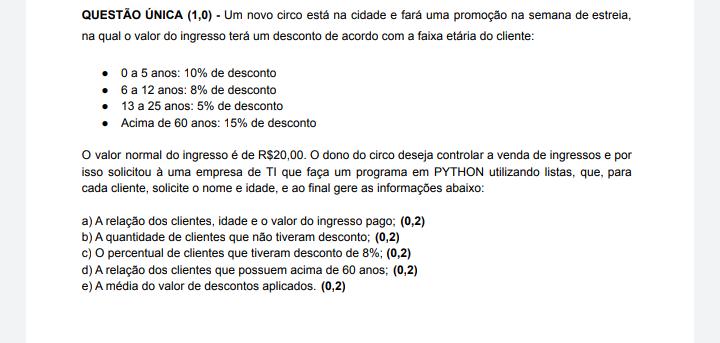 QUESTÃO ÚNICA (1,0) - Um novo circo está na cidade e fará uma promoção na semana de estreia,
na qual o valor do ingresso terá um desconto de acordo com a faixa etária do cliente:
● 0 a 5 anos: 10% de desconto
● 6 a 12 anos: 8% de desconto
● 13 a 25 anos: 5% de desconto
● Acima de 60 anos: 15% de desconto
O valor normal do ingresso é de R$20,00. O dono do circo deseja controlar a venda de ingressos e por
isso solicitou à uma empresa de TI que faça um programa em PYTHON utilizando listas, que, para
cada cliente, solicite o nome e idade, e ao final gere as informações abaixo:
a) A relação dos clientes, idade e o valor do ingresso pago; (0,2)
b) A quantidade de clientes que não tiveram desconto; (0,2)
c) O percentual de clientes que tiveram desconto de 8%; (0,2)
d) A relação dos clientes que possuem acima de 60 anos; (0,2)
e) A média do valor de descontos aplicados. (0,2)